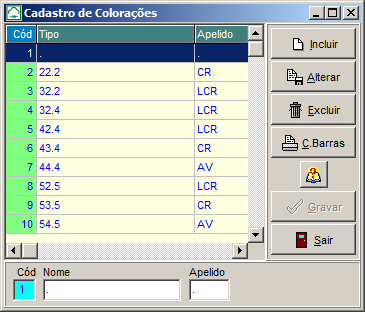 Cadastro de Colorações
Cód Tipo Apelido
1 . .
2 22.2 CR
3 32.2 LCR
4 32.4 LCR
5 42.4 LCR
6 43.4 CR
7 44.4 AV
8 52.5 LCR
9 53.5 CR
10 54.5 AV
Incluir
Alterar
Excluir
C.Barras
Gravar
Sair
Cód Nome Apelido
1 . .